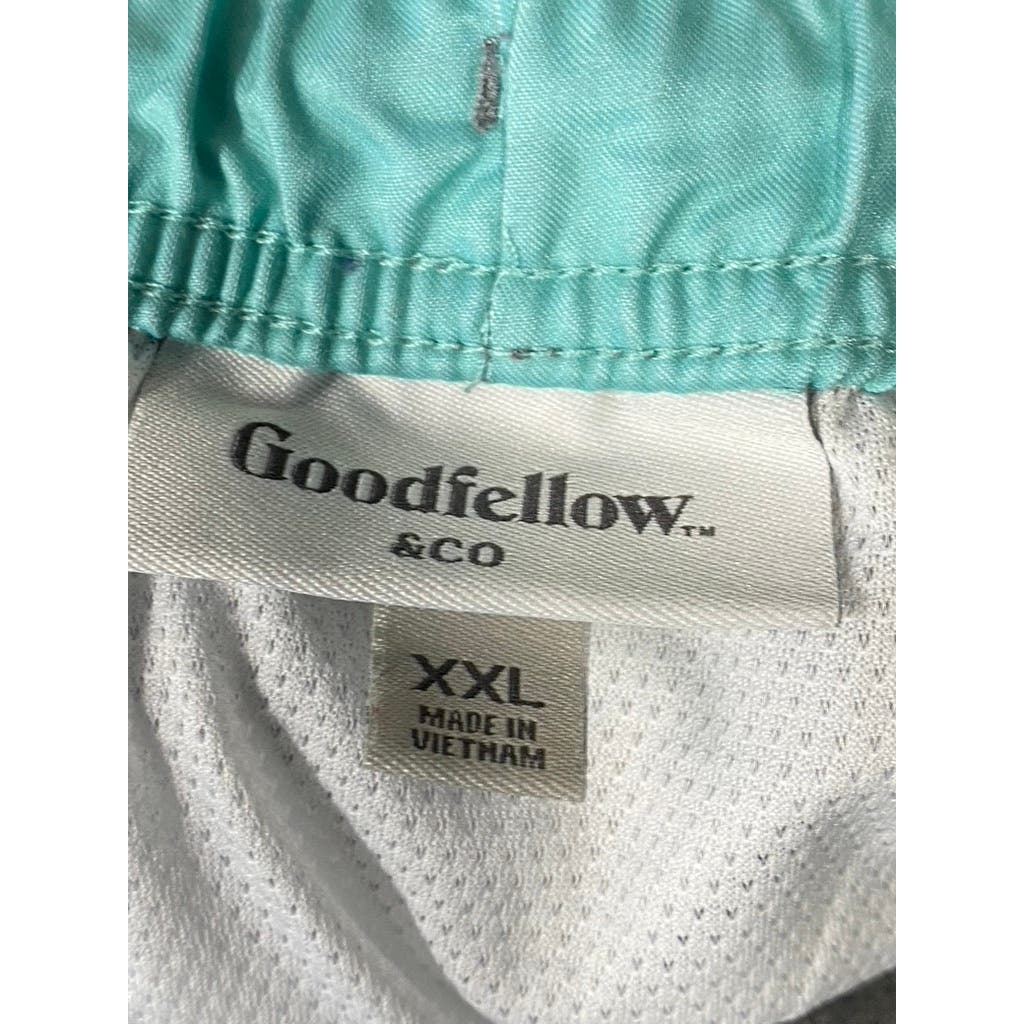 Goodfellow™
&CO
XXL
MADE IN
VIETNAM